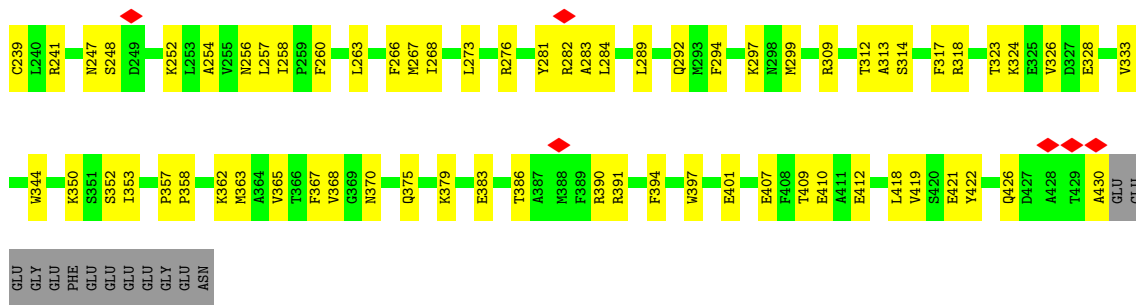 C239 L240 R241 N247 S248 D249 K252 L253 A254 V255 N256 L257 I258 P259 F260 L263 F266 M267 I268 L273 R276 Y281 R282 A283 L284 L289 Q292 M293 F294 K297 N298 M299 R309 T312 A313 S314 F317 R318 T323 K324 E325 V326 D327 E328 V333
W344 K350 S351 S352 I353 P357 P358 K362 M363 A364 V365 T366 F367 V368 G369 N370 Q375 K379 E383 T386 A387 M388 F389 R390 R391 F394 W397 E401 E407 F408 T409 E410 A411 E412 L418 V419 S420 E421 Y422 Q426 D427 A428 T429 A430 GLU GLU
GLU GLY GLU PHE GLU GLU GLU GLU GLY GLU ASN